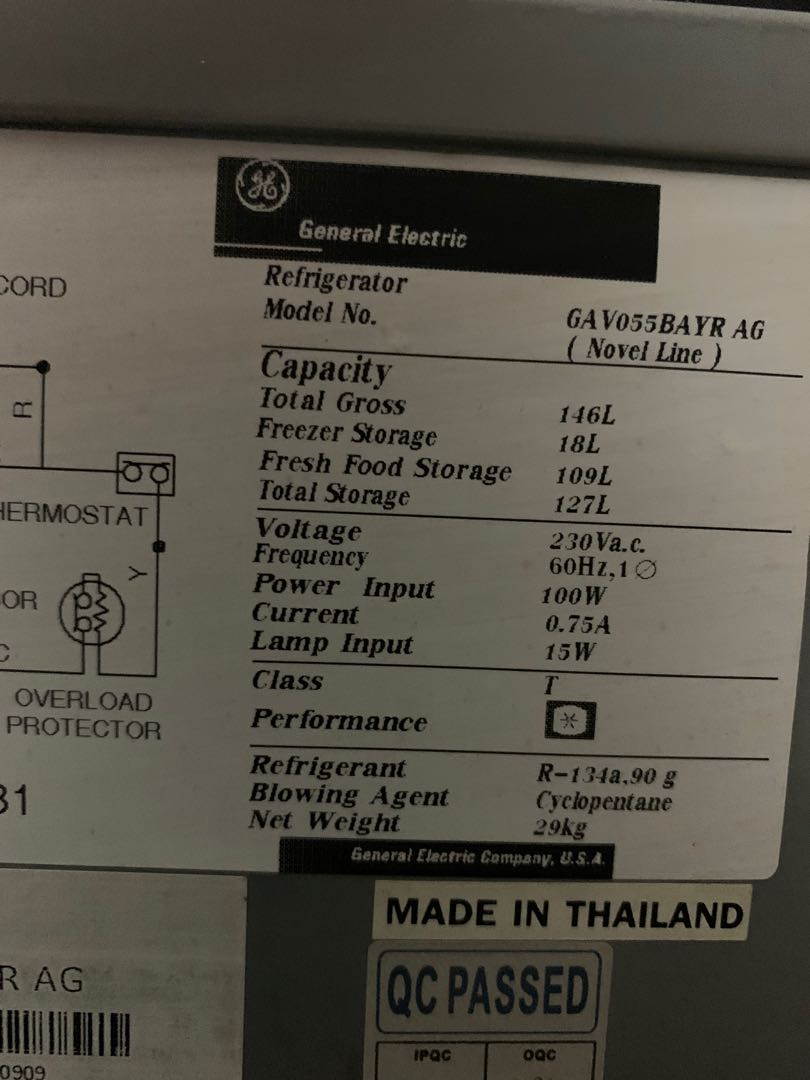 General Electric
Refrigerator
Model No. GAV055BAYR AG
( Novel Line )
Capacity
Total Gross 146L
Freezer Storage 18L
Fresh Food Storage 109L
Total Storage 127L
Voltage 230Va.c.
Frequency 60Hz,1∅
Power Input 100W
Current 0.75A
Lamp Input 15W
Class T
Performance
Refrigerant R-134a,90 g
Blowing Agent Cyclopentane
Net Weight 29kg
General Electric Company, U.S.A.
CORD
R
HERMOSTAT
Y
OR
C
OVERLOAD
PROTECTOR
31
MADE IN THAILAND
QC PASSED
IPQC OQC
R AG
0909